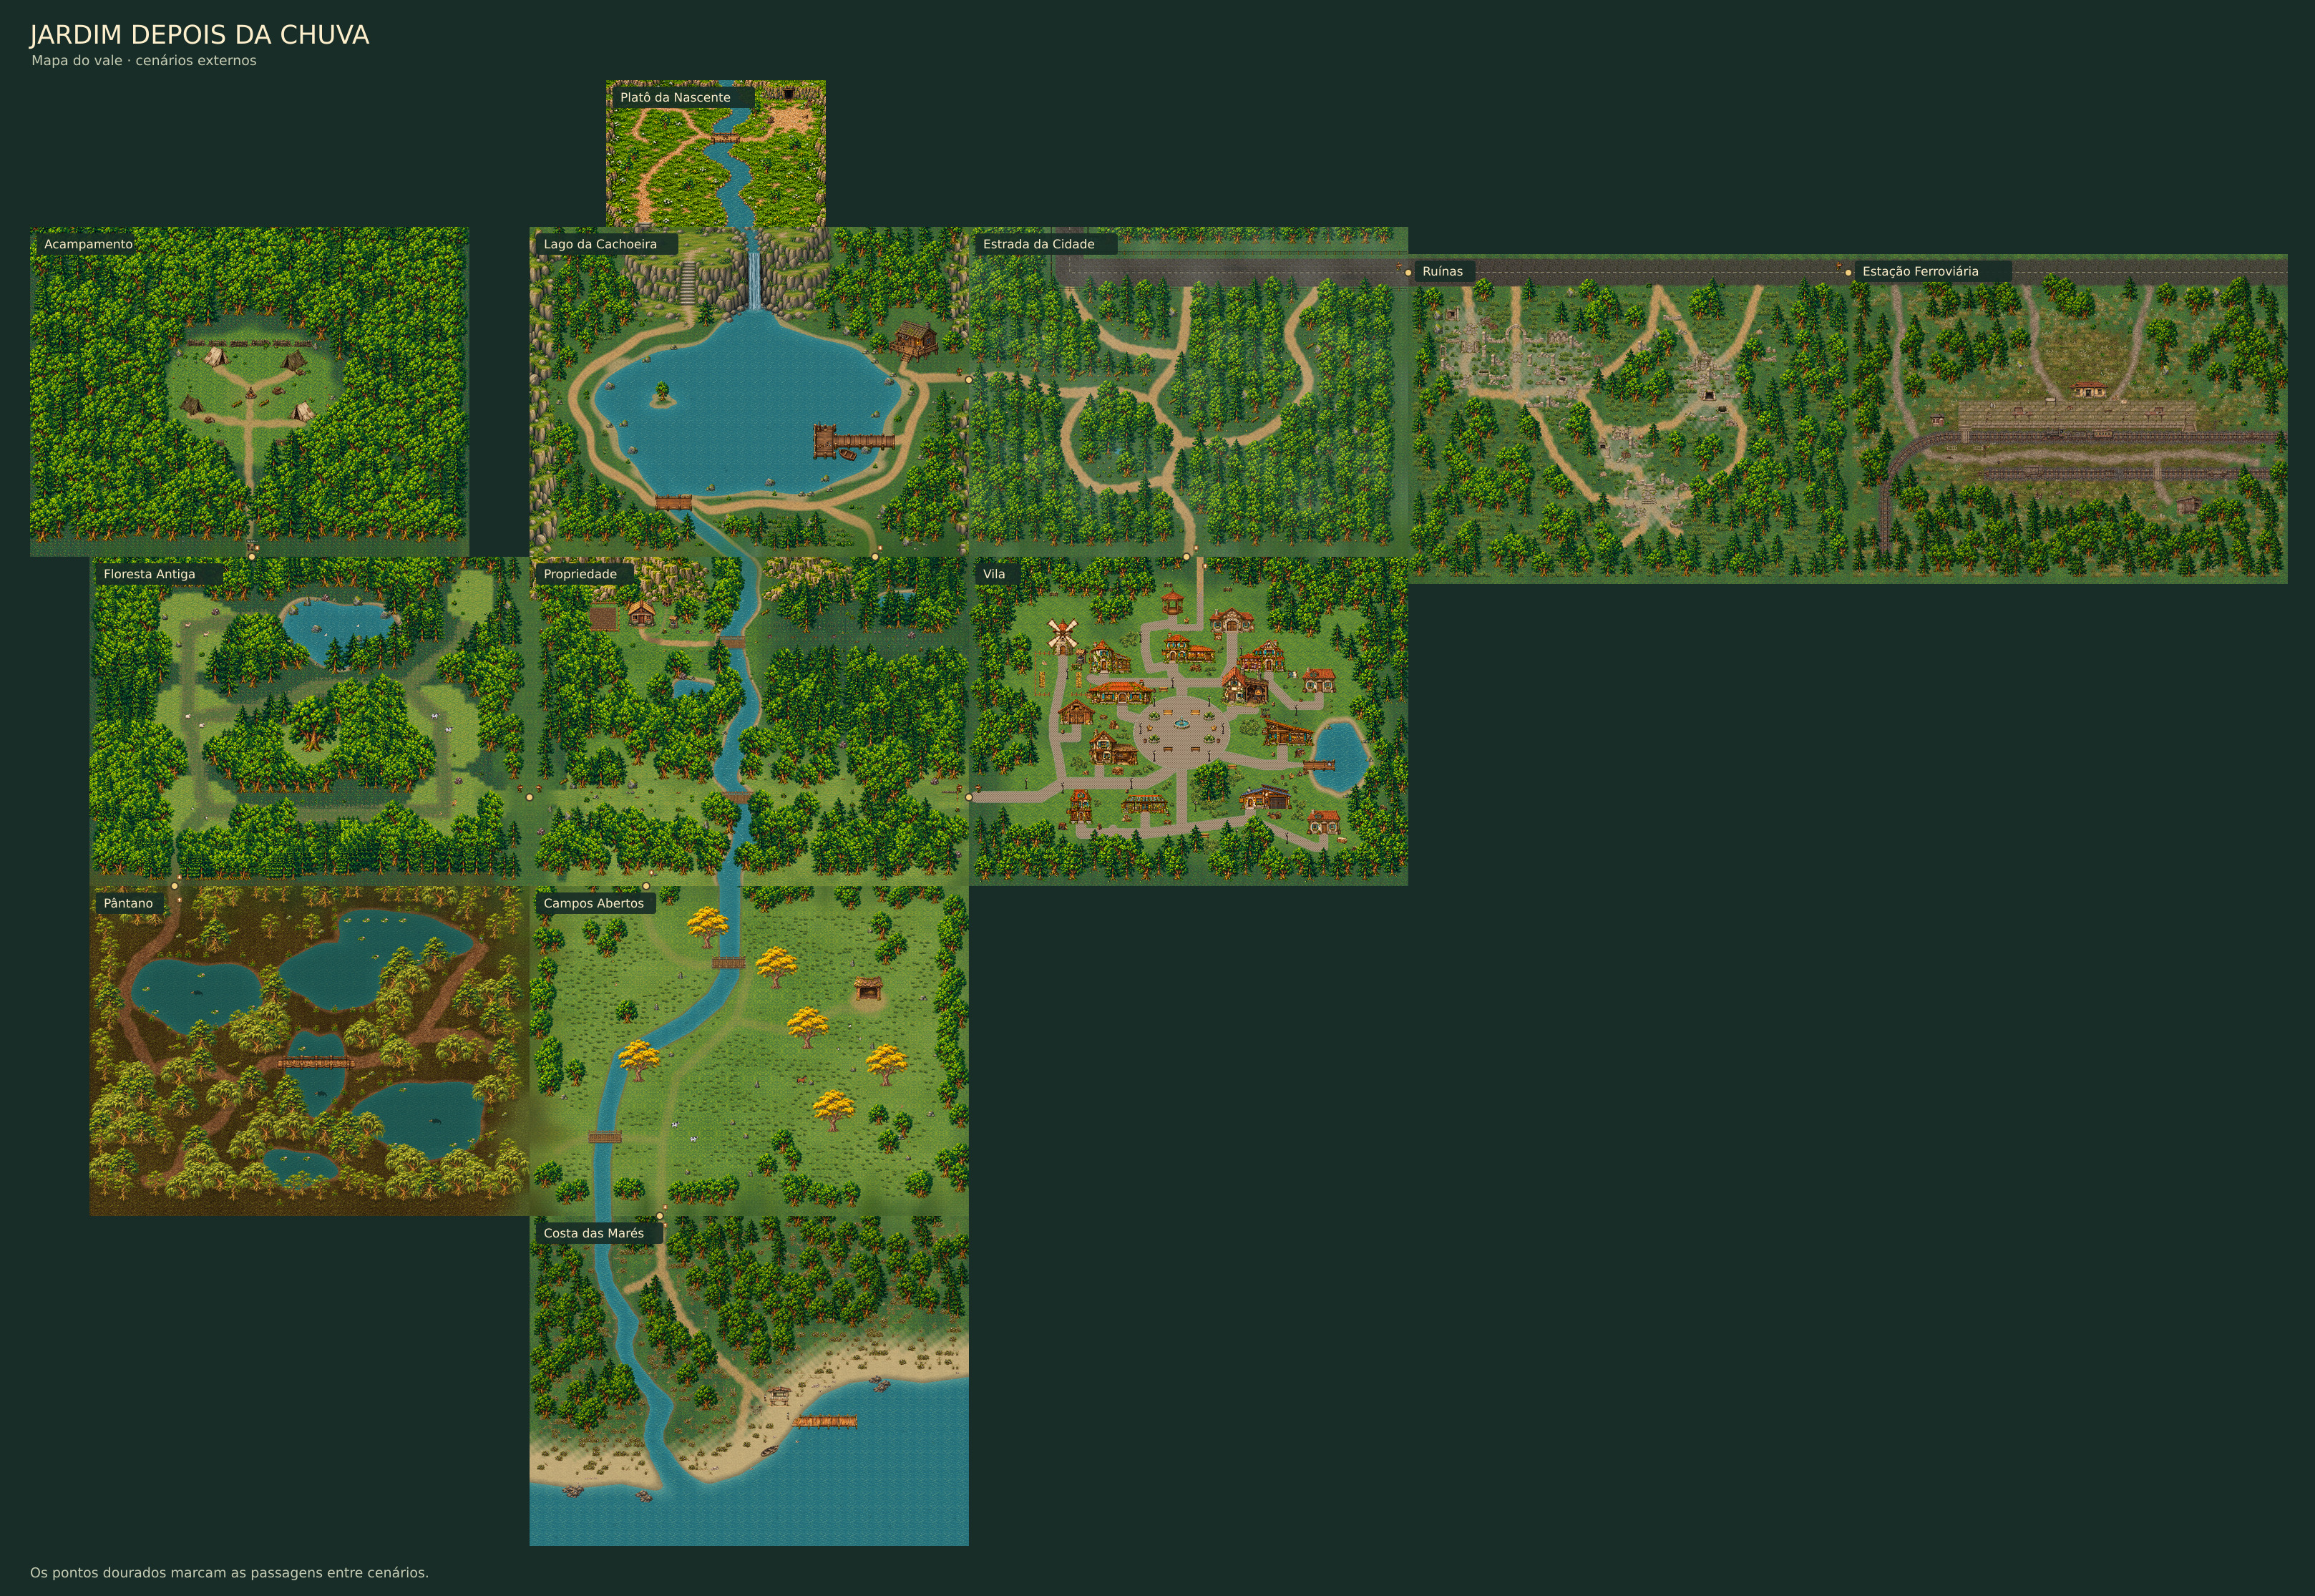 JARDIM DEPOIS DA CHUVA
Mapa do vale · cenários externos
Platô da Nascente
Acampamento
Lago da Cachoeira
Estrada da Cidade
Ruínas
Estação Ferroviária
Floresta Antiga
Propriedade
Vila
Pântano
Campos Abertos
Costa das Marés
Os pontos dourados marcam as passagens entre cenários.